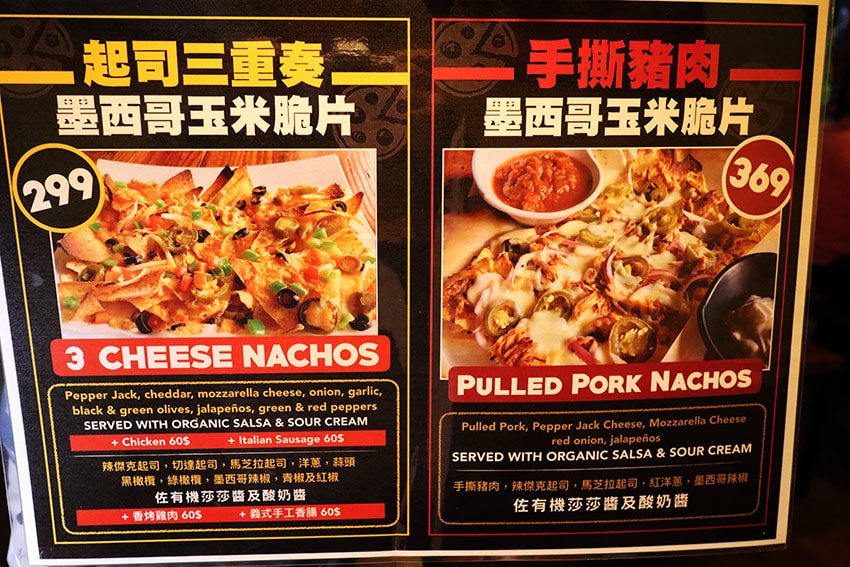 起司三重奏
墨西哥玉米脆片
299
3 CHEESE NACHOS
Pepper Jack, cheddar, mozzarella cheese, onion, garlic,
black & green olives, jalapeños, green & red peppers
SERVED WITH ORGANIC SALSA & SOUR CREAM
+ Chicken 60$ + Italian Sausage 60$
辣傑克起司，切達起司，馬芝拉起司，洋蔥，蒜頭
黑橄欖，綠橄欖，墨西哥辣椒，青椒及紅椒
佐有機莎莎醬及酸奶醬
+ 香烤雞肉 60$ + 義式手工香腸 60$
手撕豬肉
墨西哥玉米脆片
369
PULLED PORK NACHOS
Pulled Pork, Pepper Jack Cheese, Mozzarella Cheese
red onion, jalapeños
SERVED WITH ORGANIC SALSA & SOUR CREAM
手撕豬肉，辣傑克起司，馬芝拉起司，紅洋蔥，墨西哥辣椒
佐有機莎莎醬及酸奶醬